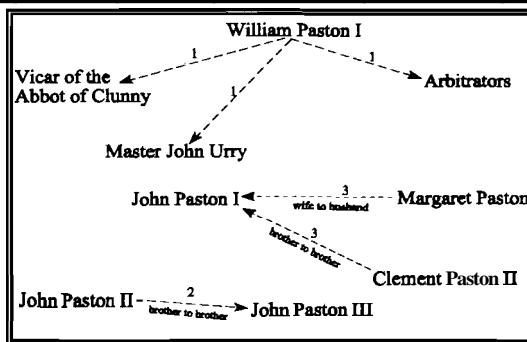 William Paston I
1
1
1
Vicar of the
Abbot of Clunny
Arbitrators
Master John Urry
John Paston I
3
wife to husband
Margaret Paston
3
brother to brother
Clement Paston II
John Paston II
2
brother to brother
John Paston III